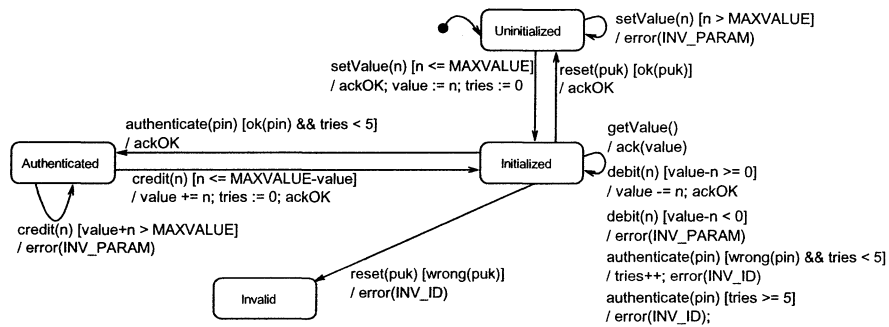 Uninitialized
setValue(n) [n > MAXVALUE]
/ error(INV_PARAM)
setValue(n) [n <= MAXVALUE]
/ ackOK; value := n; tries := 0
reset(puk) [ok(puk)]
/ ackOK
authenticate(pin) [ok(pin) && tries < 5]
/ ackOK
Authenticated
credit(n) [n <= MAXVALUE-value]
/ value += n; tries := 0; ackOK
Initialized
getValue()
/ ack(value)
debit(n) [value-n >= 0]
/ value -= n; ackOK
debit(n) [value-n < 0]
/ error(INV_PARAM)
authenticate(pin) [wrong(pin) && tries < 5]
/ tries++; error(INV_ID)
authenticate(pin) [tries >= 5]
/ error(INV_ID);
credit(n) [value+n > MAXVALUE]
/ error(INV_PARAM)
reset(puk) [wrong(puk)]
/ error(INV_ID)
Invalid